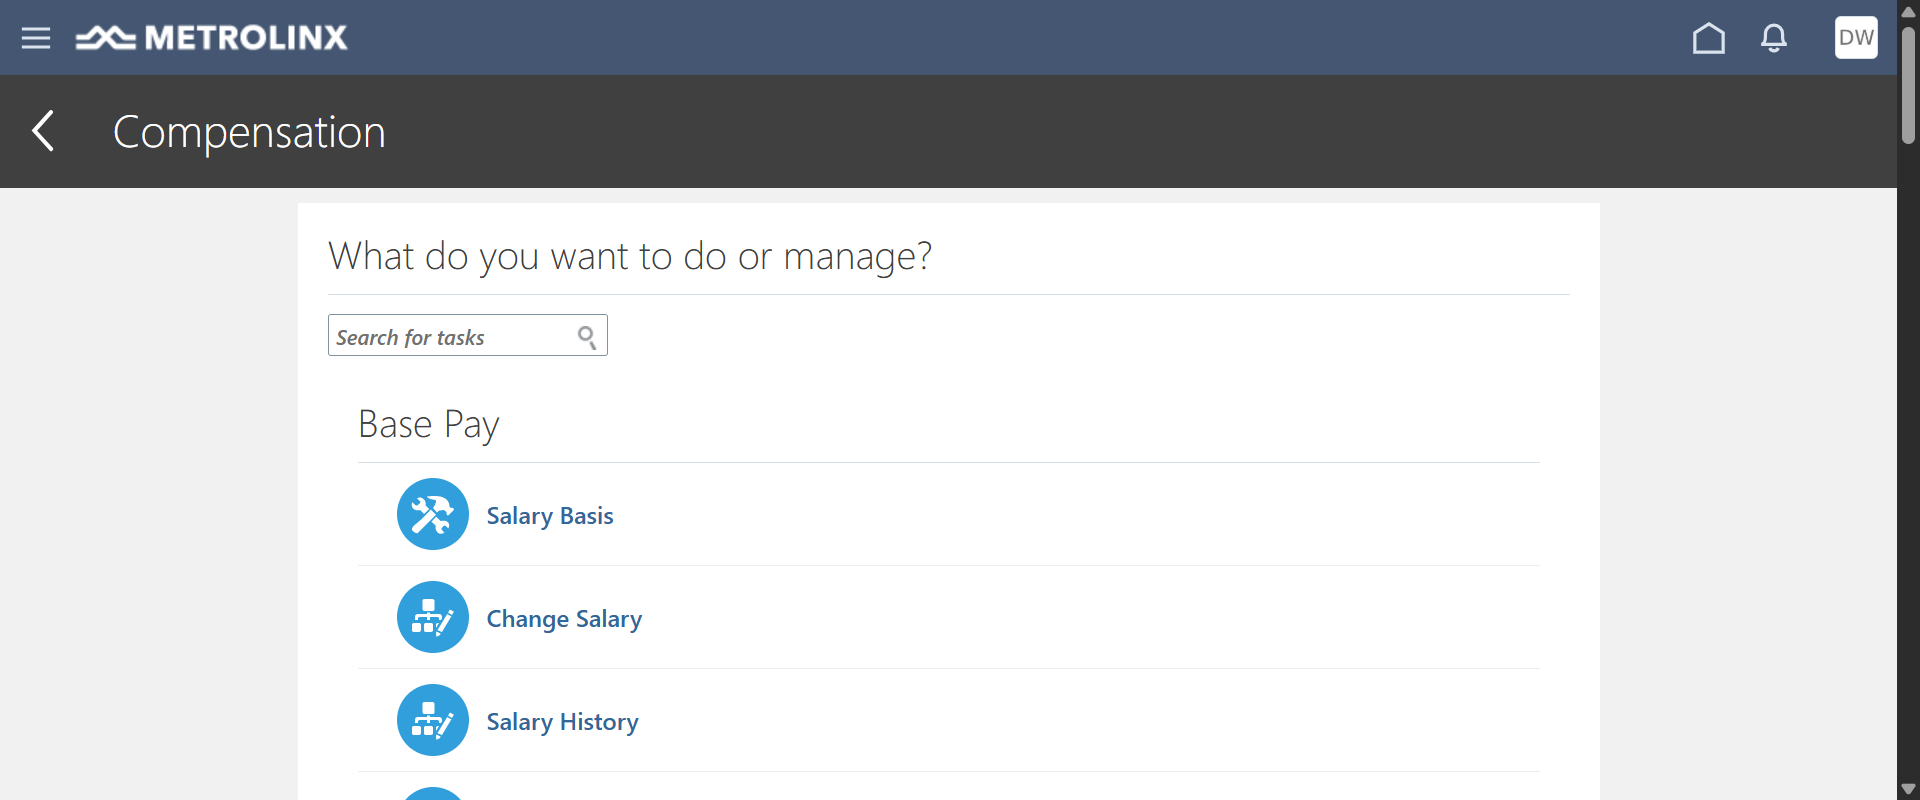 METROLINX
DW
Compensation
What do you want to do or manage?
Search for tasks
Base Pay
Salary Basis
Change Salary
Salary History